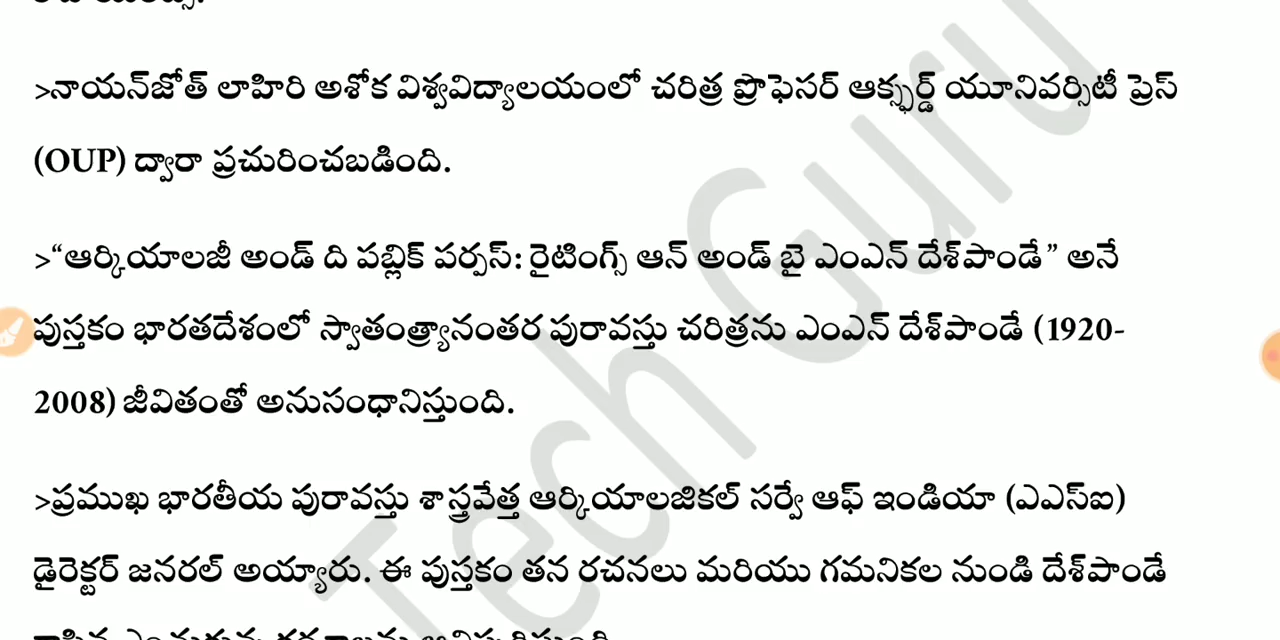 >నాయన్‌జోత్ లాహిరి అశోక విశ్వవిద్యాలయంలో చరిత్ర ప్రొఫెసర్ ఆక్స్ఫర్డ్ యూనివర్సిటీ ప్రెస్
(OUP) ద్వారా ప్రచురించబడింది.
>“ఆర్కియాలజీ అండ్ ది పబ్లిక్ పర్పస్: రైటింగ్స్ ఆన్ అండ్ బై ఎంఎన్ దేశ్‌పాండే” అనే
పుస్తకం భారతదేశంలో స్వాతంత్ర్యానంతర పురావస్తు చరిత్రను ఎంఎన్ దేశ్‌పాండే (1920-
2008) జీవితంతో అనుసంధానిస్తుంది.
>ప్రముఖ భారతీయ పురావస్తు శాస్త్రవేత్త ఆర్కియాలజికల్ సర్వే ఆఫ్ ఇండియా (ఎఎస్ఐ)
డైరెక్టర్ జనరల్ అయ్యారు. ఈ పుస్తకం తన రచనలు మరియు గమనికల నుండి దేశ్‌పాండే
Tech Guru